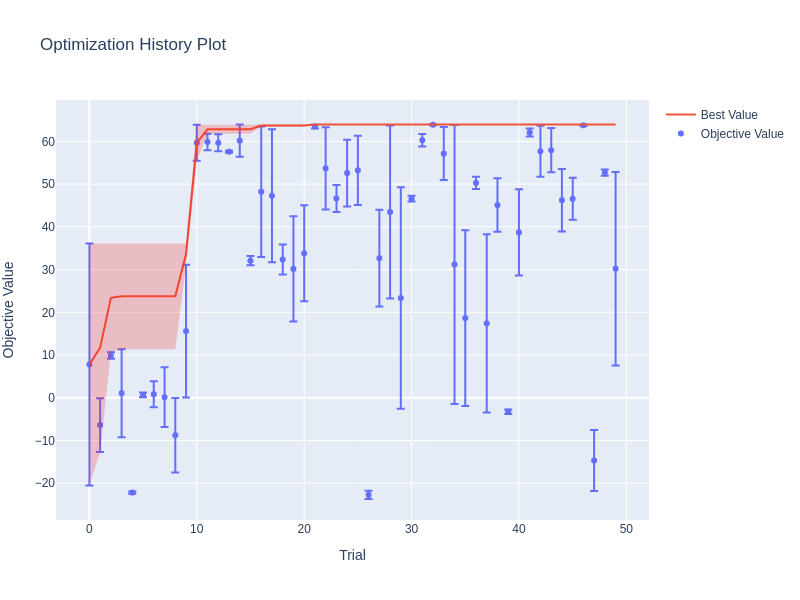 Optimization History Plot
Best Value
Objective Value
60
50
40
30
20
10
0
−10
−20
Objective Value
0 10 20 30 40 50
Trial